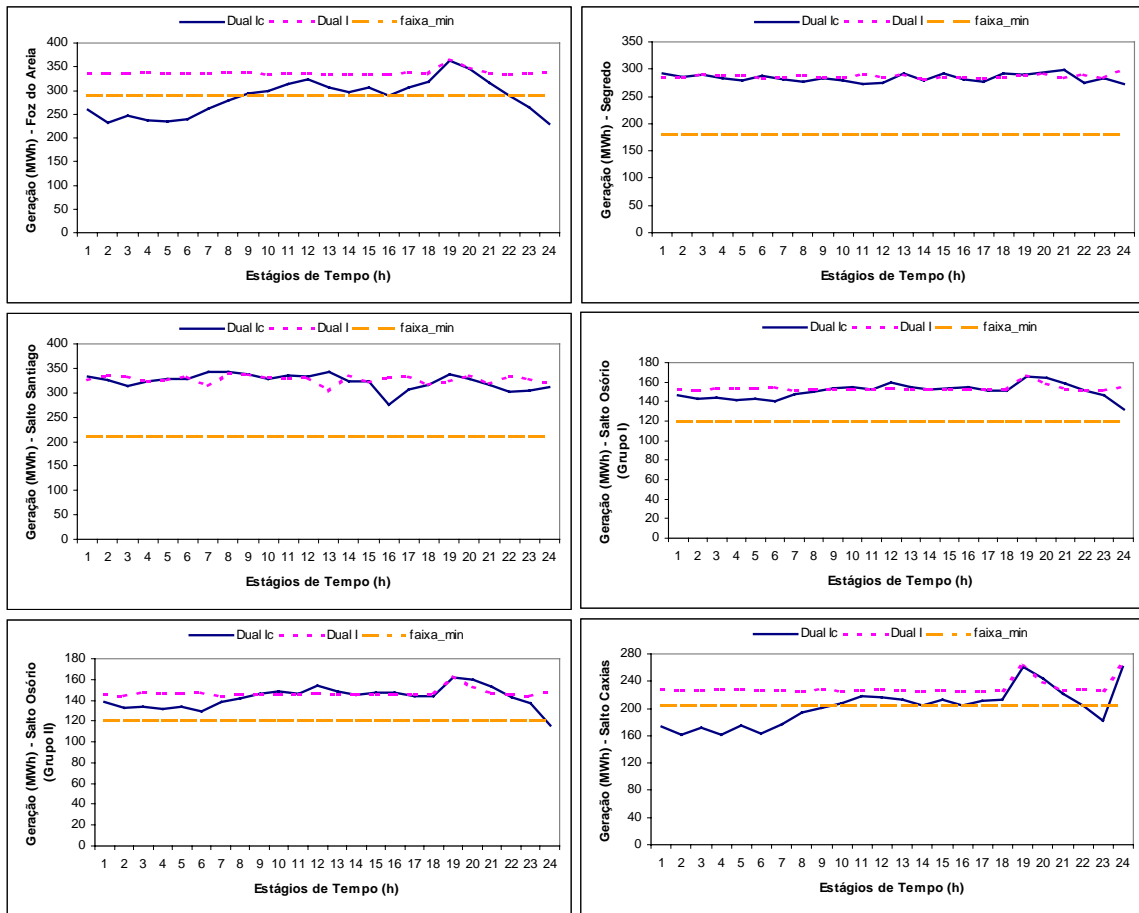 Dual Ic Dual I faixa_min
Geração (MWh) - Foz do Areia
400
350
300
250
200
150
100
50
0
1 2 3 4 5 6 7 8 9 10 11 12 13 14 15 16 17 18 19 20 21 22 23 24
Estágios de Tempo (h)
Dual Ic Dual I faixa_min
Geração (MWh) - Segredo
350
300
250
200
150
100
50
0
1 2 3 4 5 6 7 8 9 10 11 12 13 14 15 16 17 18 19 20 21 22 23 24
Estágios de Tempo (h)
Dual Ic Dual I faixa_min
Geração (MWh) - Salto Santiago
400
350
300
250
200
150
100
50
0
1 2 3 4 5 6 7 8 9 10 11 12 13 14 15 16 17 18 19 20 21 22 23 24
Estágios de Tempo (h)
Dual Ic Dual I faixa_min
Geração (MWh) - Salto Osório
(Grupo I)
180
160
140
120
100
80
60
40
20
0
1 2 3 4 5 6 7 8 9 10 11 12 13 14 15 16 17 18 19 20 21 22 23 24
Estágios de Tempo (h)
Dual Ic Dual I faixa_min
Geração (MWh) - Salto Osório
(Grupo II)
180
160
140
120
100
80
60
40
20
0
1 2 3 4 5 6 7 8 9 10 11 12 13 14 15 16 17 18 19 20 21 22 23 24
Estágios de Tempo (h)
Dual Ic Dual I faixa_min
Geração (MWh) - Salto Caxias
280
240
200
160
120
80
40
0
1 2 3 4 5 6 7 8 9 10 11 12 13 14 15 16 17 18 19 20 21 22 23 24
Estágios de Tempo (h)